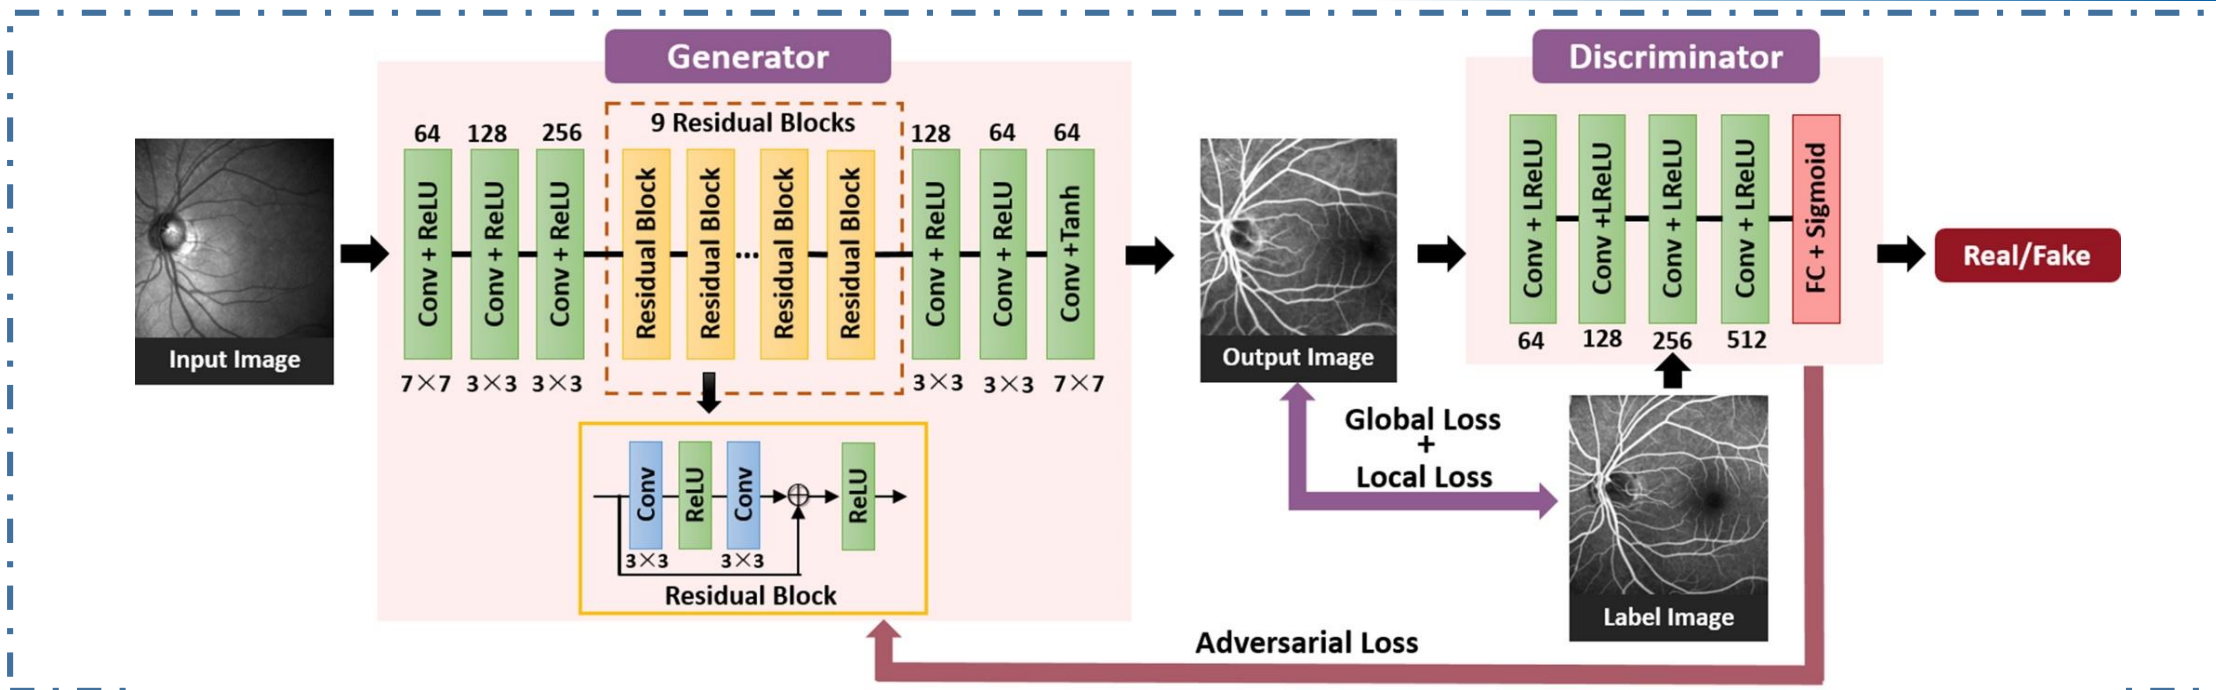 Generator
Discriminator
64 128 256
9 Residual Blocks
128 64 64
Conv + ReLU
Conv + ReLU
Conv + ReLU
Residual Block
Residual Block
...
Residual Block
Residual Block
Conv + ReLU
Conv + ReLU
Conv +Tanh
7×7 3×3 3×3
3×3 3×3 7×7
Input Image
Output Image
Conv + LReLU
Conv +LReLU
Conv + LReLU
Conv + LReLU
FC + Sigmoid
64 128 256 512
Real/Fake
Global Loss
+
Local Loss
Label Image
Conv
ReLU
Conv
ReLU
3×3 3×3
Residual Block
Adversarial Loss